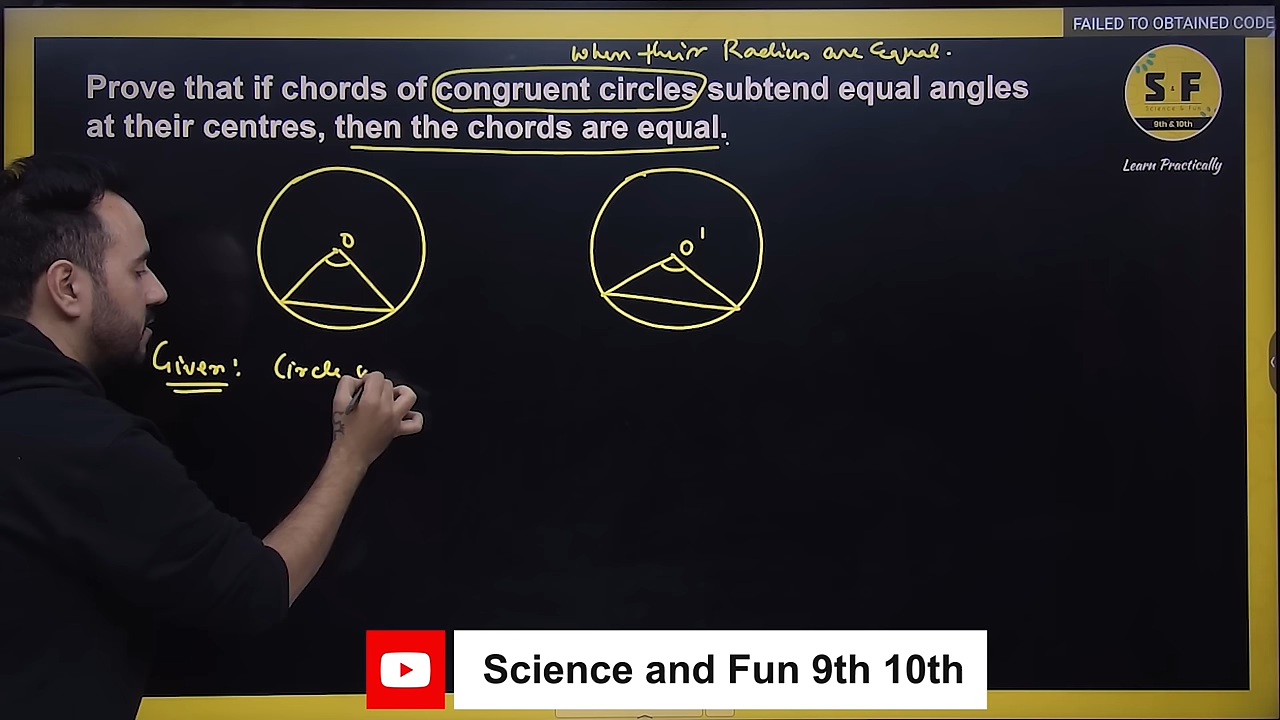 FAILED TO OBTAINED CODE
when their Radius are Equal.
Prove that if chords of congruent circles subtend equal angles
at their centres, then the chords are equal.
S&F
Science & Fun
9th & 10th
Learn Practically
O
O'
Given: Circle
Science and Fun 9th 10th